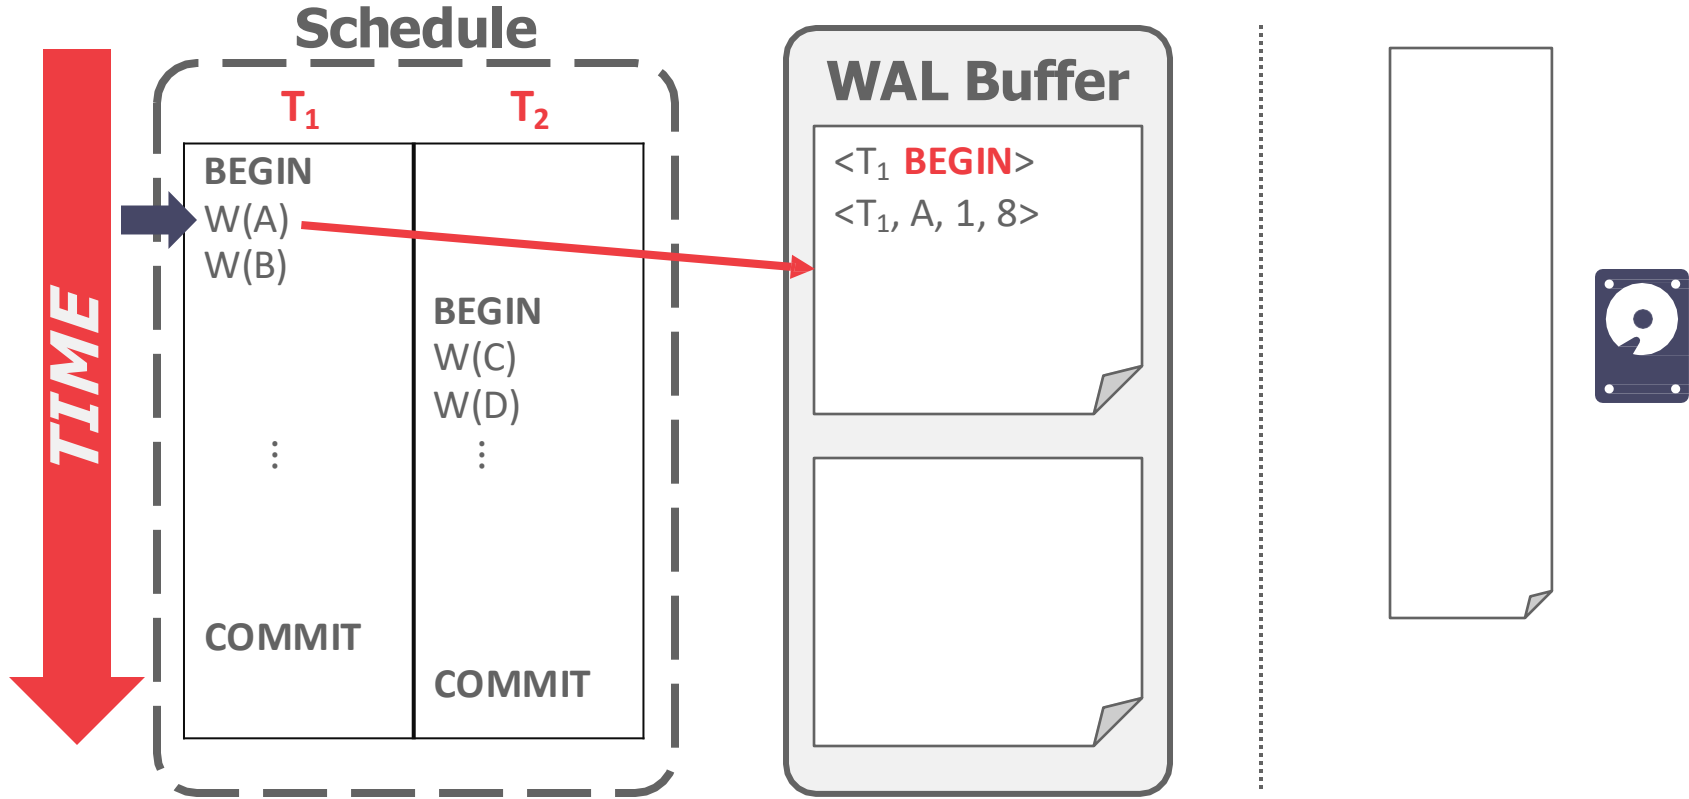 Schedule
TIME
T₁ T₂
BEGIN
W(A)
W(B)
⋮
COMMIT
BEGIN
W(C)
W(D)
⋮
COMMIT
WAL Buffer
<T₁ BEGIN>
<T₁, A, 1, 8>